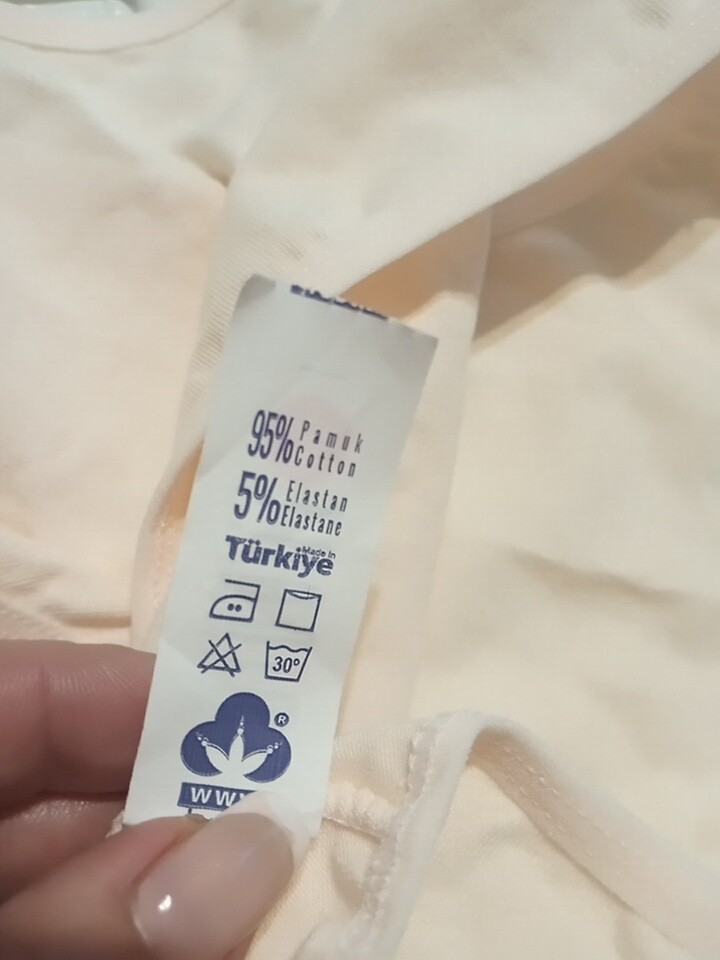 95% Pamuk
Cotton
5% Elastan
Elastane
Made in
Türkiye
30°
®